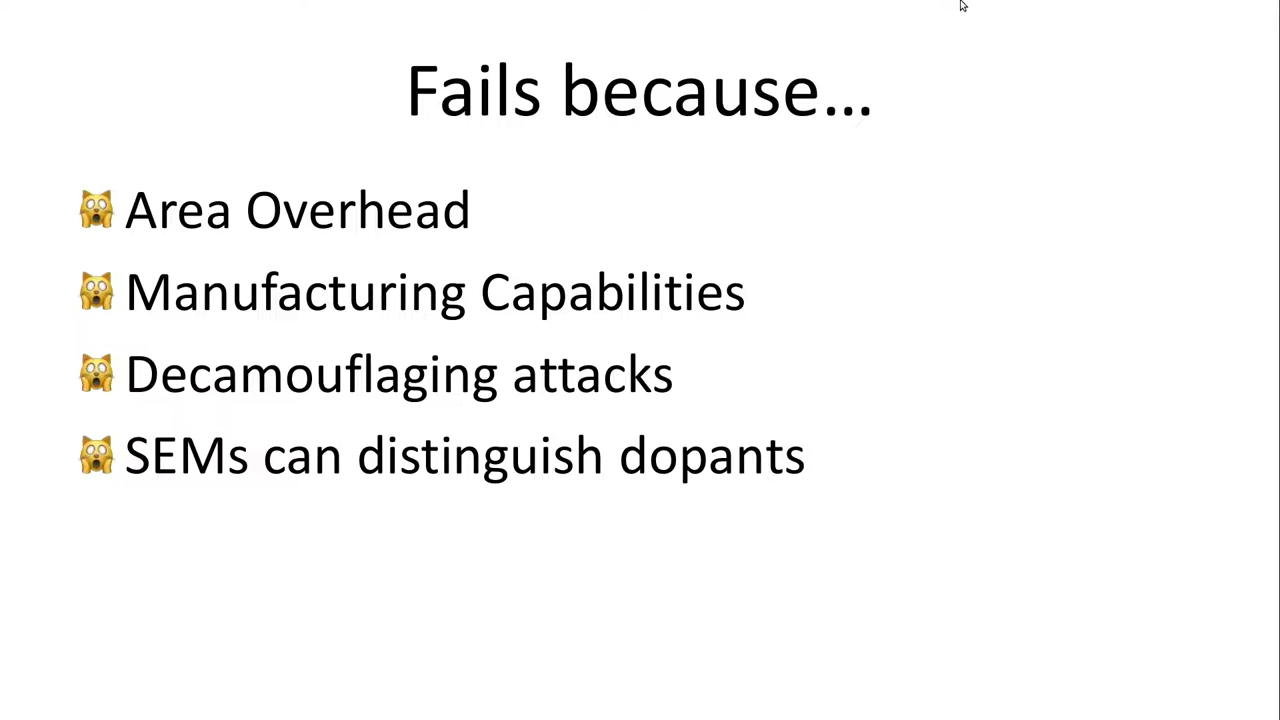 Fails because...
🙀 Area Overhead
🙀 Manufacturing Capabilities
🙀 Decamouflaging attacks
🙀 SEMs can distinguish dopants